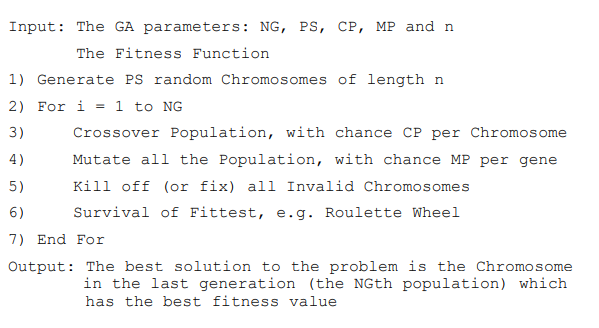 Input: The GA parameters: NG, PS, CP, MP and n
The Fitness Function
1) Generate PS random Chromosomes of length n
2) For i = 1 to NG
3) Crossover Population, with chance CP per Chromosome
4) Mutate all the Population, with chance MP per gene
5) Kill off (or fix) all Invalid Chromosomes
6) Survival of Fittest, e.g. Roulette Wheel
7) End For
Output: The best solution to the problem is the Chromosome
in the last generation (the NGth population) which
has the best fitness value